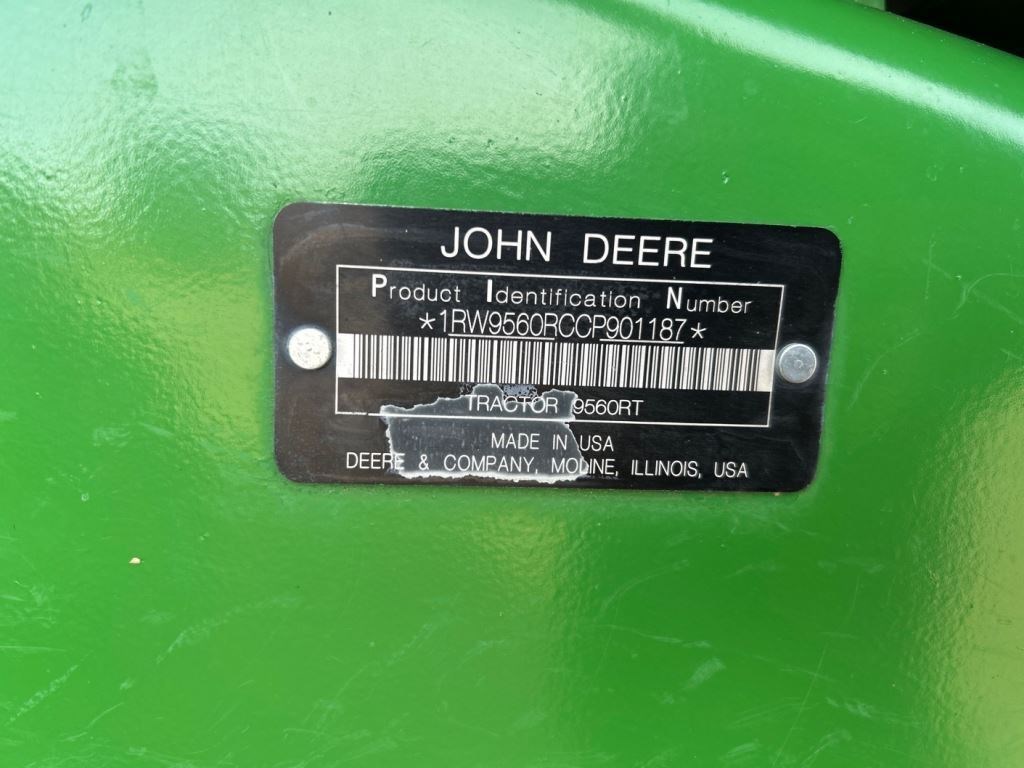 JOHN DEERE
Product Identification Number
*1RW9560RCCP901187*
TRACTOR 9560RT
MADE IN USA
DEERE & COMPANY, MOLINE, ILLINOIS, USA